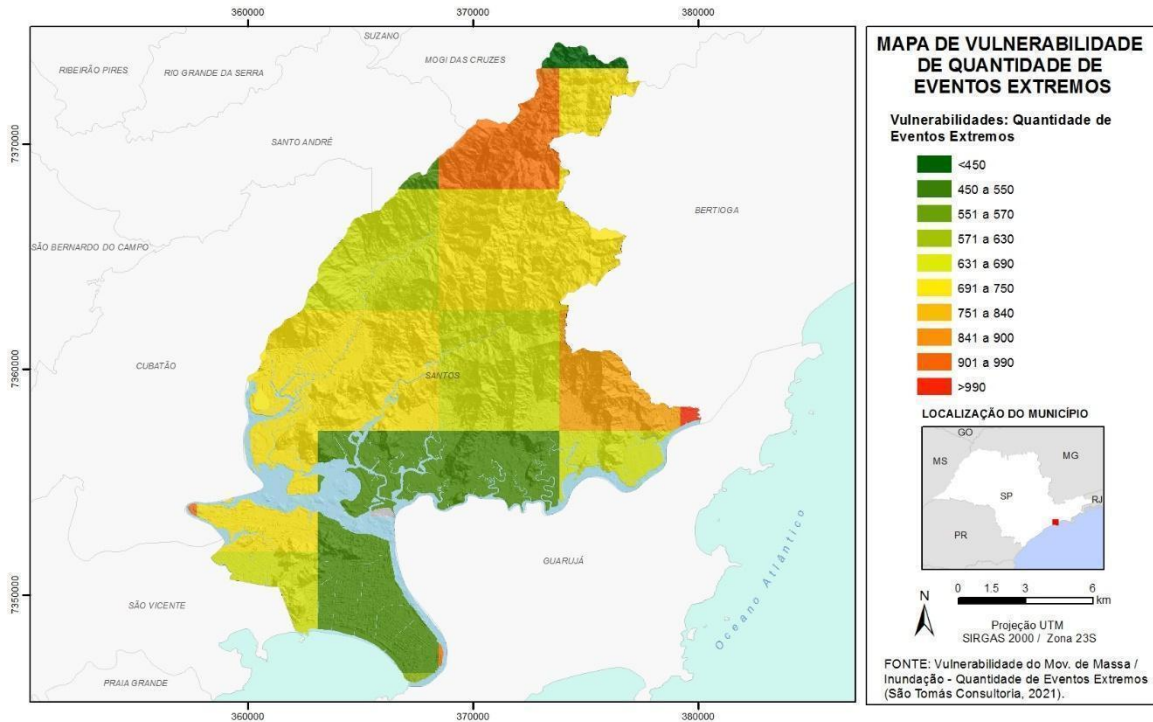 360000
370000
380000
SUZANO
MOGI DAS CRUZES
RIBEIRÃO PIRES
RIO GRANDE DA SERRA
SANTO ANDRÉ
BERTIOGA
SÃO BERNARDO DO CAMPO
CUBATÃO
SANTOS
GUARUJÁ
SÃO VICENTE
PRAIA GRANDE
Oceano Atlântico
7370000
7360000
7350000
360000
370000
380000
MAPA DE VULNERABILIDADE
DE QUANTIDADE DE
EVENTOS EXTREMOS
Vulnerabilidades: Quantidade de
Eventos Extremos
<450
450 a 550
551 a 570
571 a 630
631 a 690
691 a 750
751 a 840
841 a 900
901 a 990
>990
LOCALIZAÇÃO DO MUNICÍPIO
GO
MS
MG
SP
RJ
PR
0 1.5 3 6
km
N
Projeção UTM
SIRGAS 2000 / Zona 23S
FONTE: Vulnerabilidade do Mov. de Massa /
Inundação - Quantidade de Eventos Extremos
(São Tomás Consultoria, 2021).